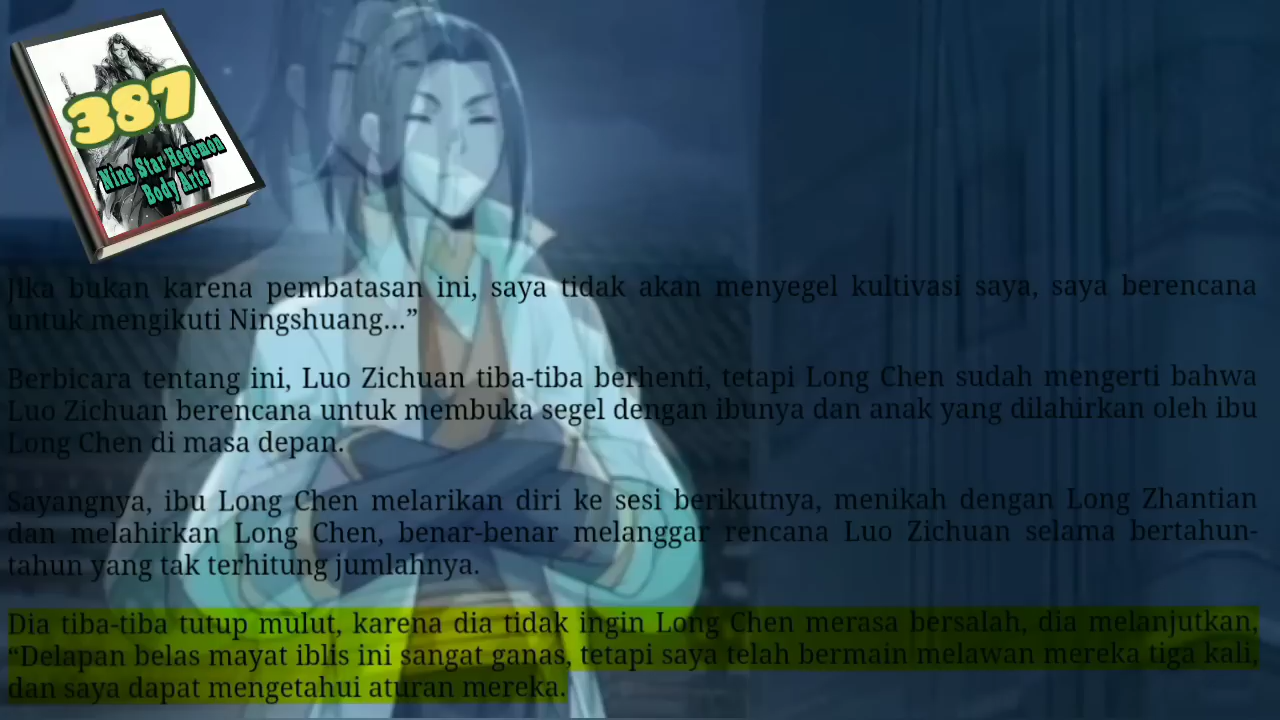 387
Nine Star Hegemon
Body Arts
Jika bukan karena pembatasan ini, saya tidak akan menyegel kultivasi saya, saya berencana
untuk mengikuti Ningshuang...”
Berbicara tentang ini, Luo Zichuan tiba-tiba berhenti, tetapi Long Chen sudah mengerti bahwa
Luo Zichuan berencana untuk membuka segel dengan ibunya dan anak yang dilahirkan oleh ibu
Long Chen di masa depan.
Sayangnya, ibu Long Chen melarikan diri ke sesi berikutnya, menikah dengan Long Zhantian
dan melahirkan Long Chen, benar-benar melanggar rencana Luo Zichuan selama bertahun-
tahun yang tak terhitung jumlahnya.
Dia tiba-tiba tutup mulut, karena dia tidak ingin Long Chen merasa bersalah, dia melanjutkan,
“Delapan belas mayat iblis ini sangat ganas, tetapi saya telah bermain melawan mereka tiga kali,
dan saya dapat mengetahui aturan mereka.